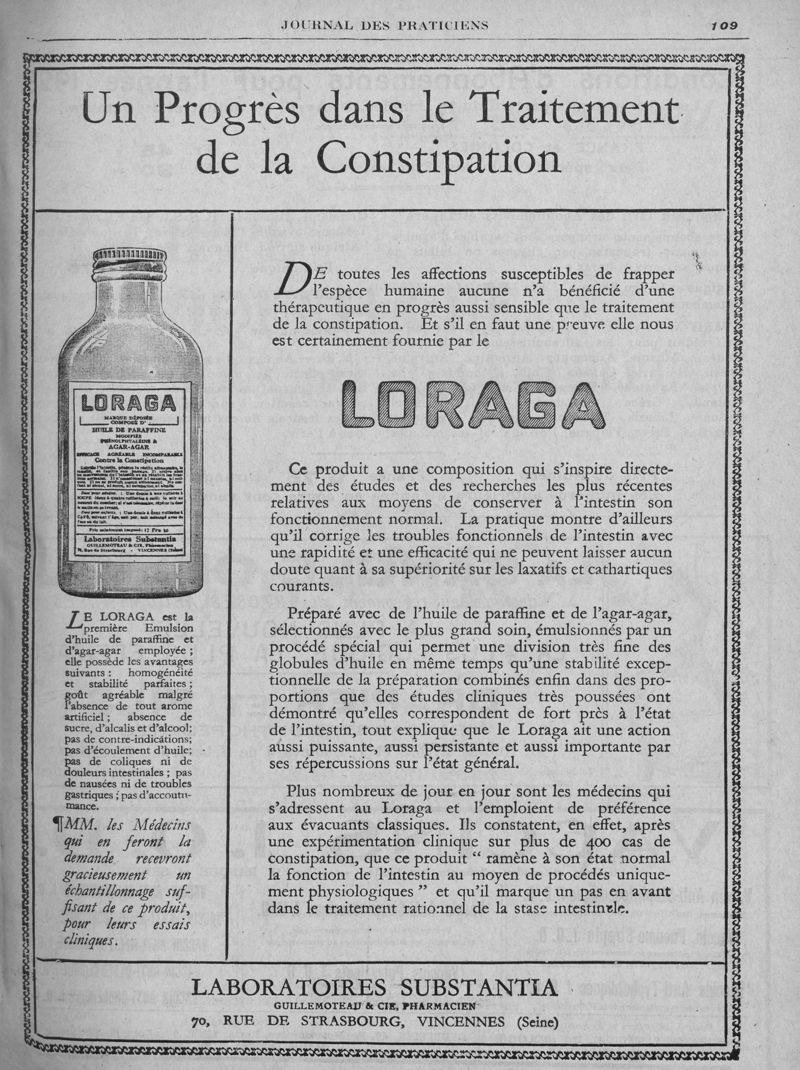 JOURNAL DES PRATICIENS
109
Un Progrès dans le Traitement
de la Constipation
LORAGA
MARQUE DÉPOSÉE
COMPOSÉ D'
HUILE DE PARAFFINE
MODIFIÉE
PHÉNOLPHTALÉINE &
AGAR-AGAR
EFFICACE AGRÉABLE INCOMPARABLE
Contre la Constipation
Laboratoires Substantia
GUILLEMOTEAU & CIE, Pharmacien
70, Rue de Strasbourg - VINCENNES (Seine)
LE LORAGA est la
première Emulsion
d'huile de paraffine et
d'agar-agar employée ;
elle possède les avantages
suivants : homogénéité
et stabilité parfaites ;
goût agréable malgré
l'absence de tout arome
artificiel ; absence de
sucre, d'alcalis et d'alcool;
pas de contre-indications;
pas d'écoulement d'huile;
pas de coliques ni de
douleurs intestinales ; pas
de nausées ni de troubles
gastriques ; pas d'accoutu-
mance.
¶MM. les Médecins
qui en feront la
demande recevront
gracieusement un
échantillonnage suf-
fisant de ce produit,
pour leurs essais
cliniques.
DE toutes les affections susceptibles de frapper
l'espèce humaine aucune n'a bénéficié d'une
thérapeutique en progrès aussi sensible que le traitement
de la constipation. Et s'il en faut une preuve elle nous
est certainement fournie par le
LORAGA
Ce produit a une composition qui s'inspire directe-
ment des études et des recherches les plus récentes
relatives aux moyens de conserver à l'intestin son
fonctionnement normal. La pratique montre d'ailleurs
qu'il corrige les troubles fonctionnels de l'intestin avec
une rapidité et une efficacité qui ne peuvent laisser aucun
doute quant à sa supériorité sur les laxatifs et cathartiques
courants.
Préparé avec de l'huile de paraffine et de l'agar-agar,
sélectionnés avec le plus grand soin, émulsionnés par un
procédé spécial qui permet une division très fine des
globules d'huile en même temps qu'une stabilité excep-
tionnelle de la préparation combinés enfin dans des pro-
portions que des études cliniques très poussées ont
démontré qu'elles correspondent de fort près à l'état
de l'intestin, tout explique que le Loraga ait une action
aussi puissante, aussi persistante et aussi importante par
ses répercussions sur l'état général.
Plus nombreux de jour en jour sont les médecins qui
s'adressent au Loraga et l'emploient de préférence
aux évacuants classiques. Ils constatent, en effet, après
une expérimentation clinique sur plus de 400 cas de
constipation, que ce produit “ ramène à son état normal
la fonction de l'intestin au moyen de procédés unique-
ment physiologiques ” et qu'il marque un pas en avant
dans le traitement rationnel de la stase intestinale.
LABORATOIRES SUBSTANTIA
GUILLEMOTEAU & CIE, PHARMACIEN
70, RUE DE STRASBOURG, VINCENNES (Seine)